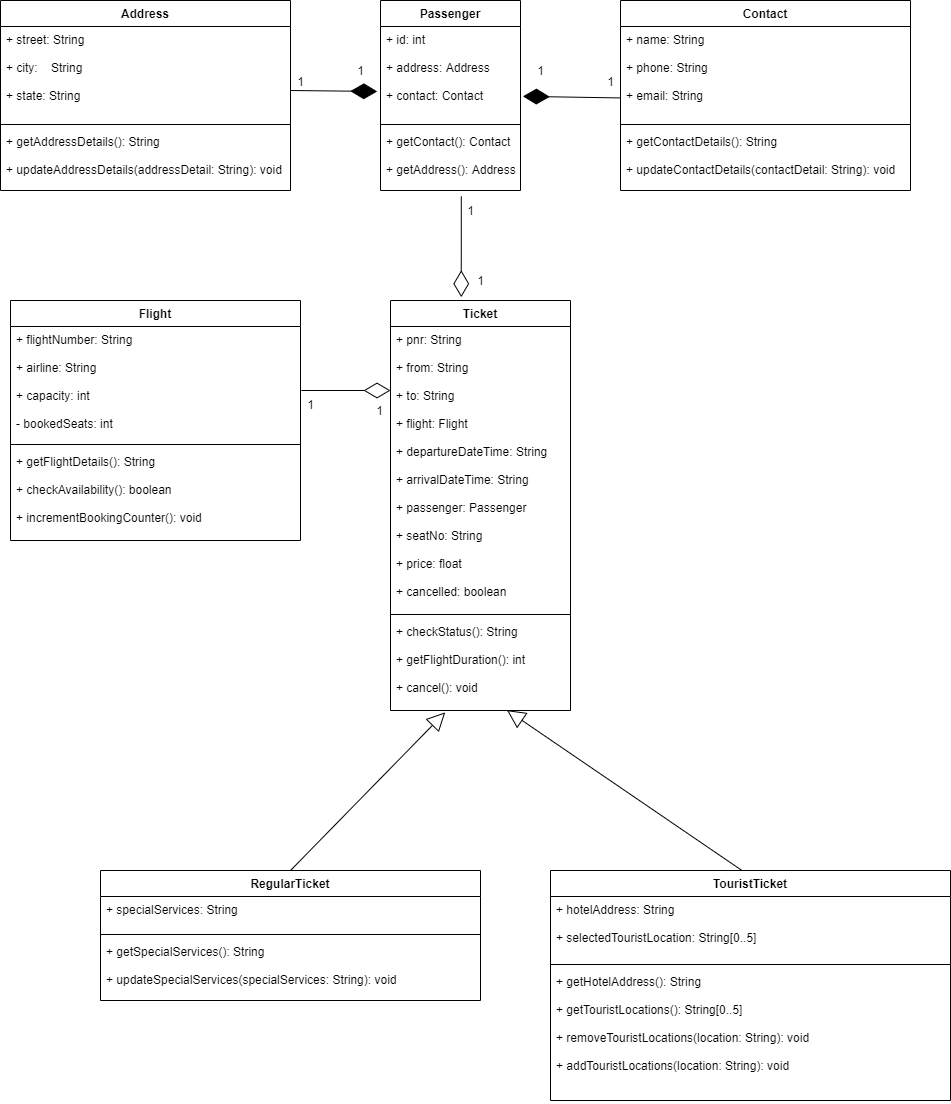 Address
+ street: String
+ city:    String
+ state: String
+ getAddressDetails(): String
+ updateAddressDetails(addressDetail: String): void
1
1
Passenger
+ id: int
+ address: Address
+ contact: Contact
+ getContact(): Contact
+ getAddress(): Address
1
1
Contact
+ name: String
+ phone: String
+ email: String
+ getContactDetails(): String
+ updateContactDetails(contactDetail: String): void
1
1
Flight
+ flightNumber: String
+ airline: String
+ capacity: int
- bookedSeats: int
+ getFlightDetails(): String
+ checkAvailability(): boolean
+ incrementBookingCounter(): void
1
1
Ticket
+ pnr: String
+ from: String
+ to: String
+ flight: Flight
+ departureDateTime: String
+ arrivalDateTime: String
+ passenger: Passenger
+ seatNo: String
+ price: float
+ cancelled: boolean
+ checkStatus(): String
+ getFlightDuration(): int
+ cancel(): void
RegularTicket
+ specialServices: String
+ getSpecialServices(): String
+ updateSpecialServices(specialServices: String): void
TouristTicket
+ hotelAddress: String
+ selectedTouristLocation: String[0..5]
+ getHotelAddress(): String
+ getTouristLocations(): String[0..5]
+ removeTouristLocations(location: String): void
+ addTouristLocations(location: String): void